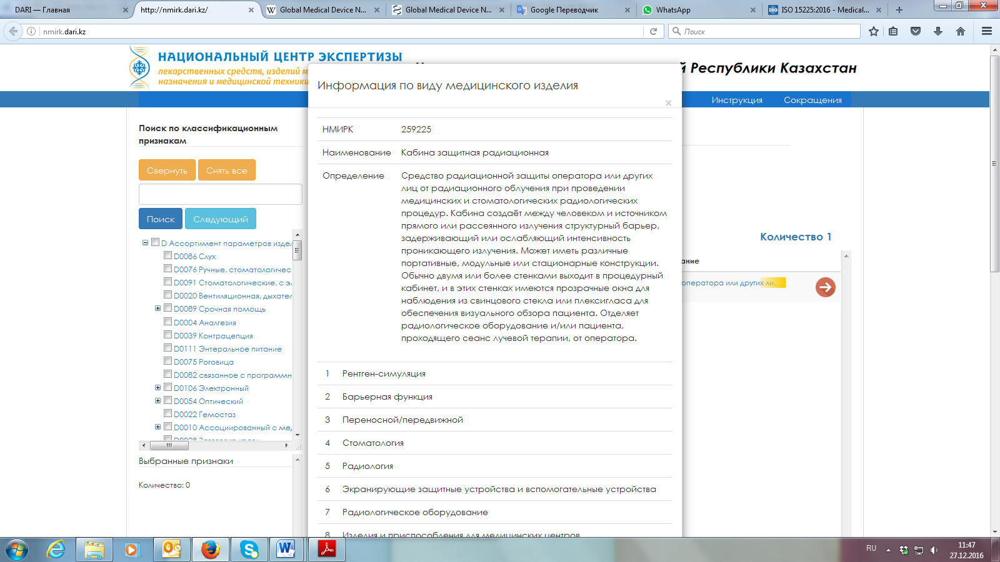 DARI — Главная
http://nmirk.dari.kz/
Global Medical Device N...
Global Medical Device N...
Google Переводчик
WhatsApp
ISO 15225:2016 - Medical...
nmirk.dari.kz
Поиск
НАЦИОНАЛЬНЫЙ ЦЕНТР ЭКСПЕРТИЗЫ
лекарственных средств, изделий м
назначения и медицинской техники
й Республики Казахстан
Инструкция
Сокращения
Поиск по классификационным
признакам
Свернуть
Снять все
Поиск
Следующий
D Ассортимент параметров издел
D0086 Слух
D0076 Ручные, стоматологичес
D0091 Стоматологические, с эл
D0020 Вентиляционная, дыхател
D0089 Срочная помощь
D0004 Аналгезия
D0039 Контрацепция
D0111 Энтеральное питание
D0075 Роговица
D0082 связанное с программн
D0106 Электронный
D0054 Оптический
D0022 Гемостаз
D0010 Ассоциированный с ме
Выбранные признаки
Количество: 0
Информация по виду медицинского изделия
×
НМИРК 259225
Наименование Кабина защитная радиационная
Определение Средство радиационной защиты оператора или других
лиц от радиационного облучения при проведении
медицинских и стоматологических радиологических
процедур. Кабина создаёт между человеком и источником
прямого или рассеянного излучения структурный барьер,
задерживающий или ослабляющий интенсивность
проникающего излучения. Может иметь различные
портативные, модульные или стационарные конструкции.
Обычно двумя или более стенками выходит в процедурный
кабинет, и в этих стенках имеются прозрачные окна для
наблюдения из свинцового стекла или плексигласа для
обеспечения визуального обзора пациента. Отделяет
радиологическое оборудование и/или пациента,
проходящего сеанс лучевой терапии, от оператора.
1 Рентген-симуляция
2 Барьерная функция
3 Переносной/передвижной
4 Стоматология
5 Радиология
6 Экранирующие защитные устройства и вспомогательные устройства
7 Радиологическое оборудование
8 Изделия и приспособления для медицинских центров
Количество 1
ание
оператора или других ли...
RU
11:47
27.12.2016